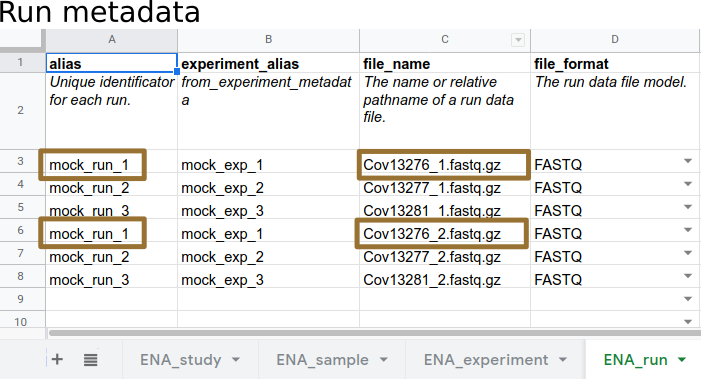 Run metadata
A B C D
1 alias experiment_alias file_name file_format
2 Unique identificator for each run. from_experiment_metadata The name or relative pathname of a run data file. The run data file model.
3 mock_run_1 mock_exp_1 Cov13276_1.fastq.gz FASTQ
4 mock_run_2 mock_exp_2 Cov13277_1.fastq.gz FASTQ
5 mock_run_3 mock_exp_3 Cov13281_1.fastq.gz FASTQ
6 mock_run_1 mock_exp_1 Cov13276_2.fastq.gz FASTQ
7 mock_run_2 mock_exp_2 Cov13277_2.fastq.gz FASTQ
8 mock_run_3 mock_exp_3 Cov13281_2.fastq.gz FASTQ
9
10
ENA_study ENA_sample ENA_experiment ENA_run